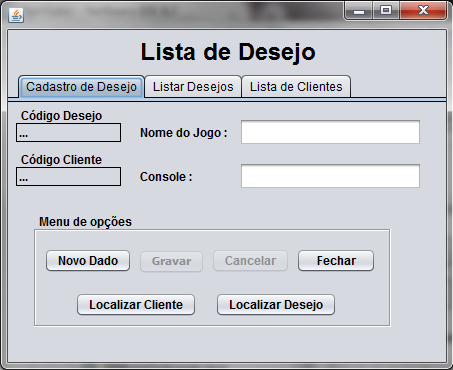 Lista de Desejo
Cadastro de Desejo Listar Desejos Lista de Clientes
Código Desejo
...
Nome do Jogo :
Código Cliente
...
Console :
Menu de opções
Novo Dado Gravar Cancelar Fechar
Localizar Cliente Localizar Desejo